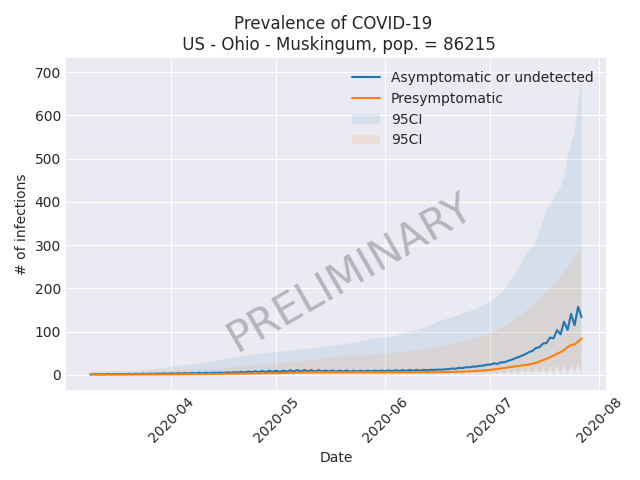 Prevalence of COVID-19
US - Ohio - Muskingum, pop. = 86215
Asymptomatic or undetected
Presymptomatic
95CI
95CI
PRELIMINARY
# of infections
700
600
500
400
300
200
100
0
2020-04
2020-05
2020-06
2020-07
2020-08
Date